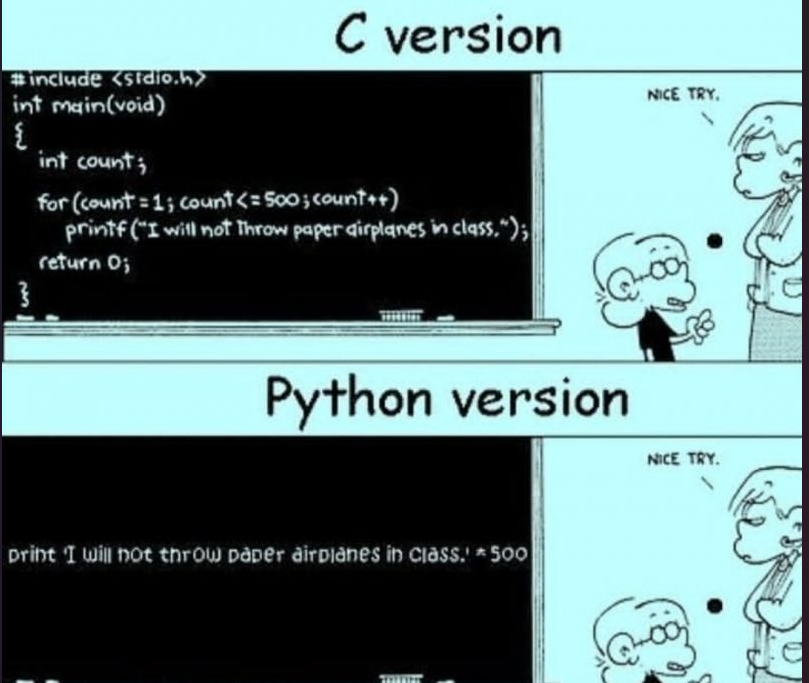 C version
#include <stdio.h>
int main(void)
{
int count;
for(count=1; count<=500; count++)
printf("I will not Throw paper airplanes in class.");
return 0;
}
NICE TRY.
Python version
print 'I will not throw paper airplanes in class.' * 500
NICE TRY.